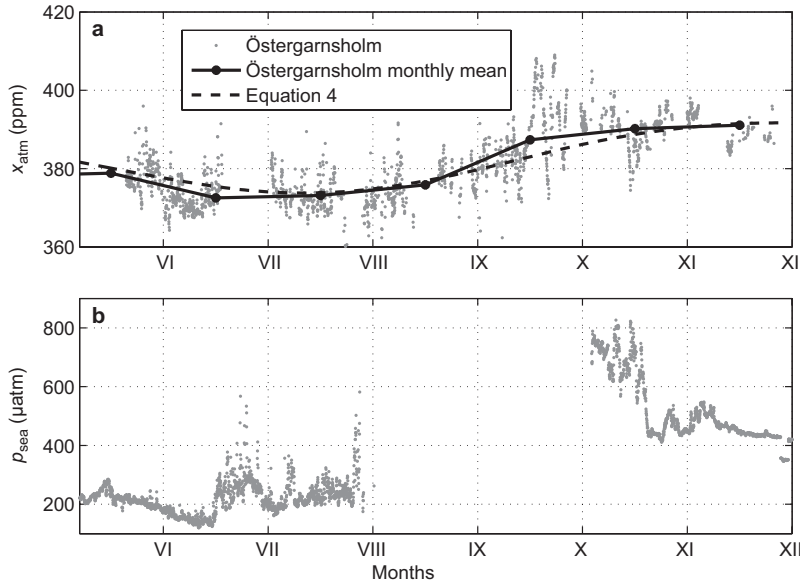 420
400
380
360
x_atm (ppm)
a
Östergarnsholm
Östergarnsholm monthly mean
Equation 4
VI VII VIII IX X XI XI
800
600
400
200
p_sea (µatm)
b
VI VII VIII IX X XI XII
Months